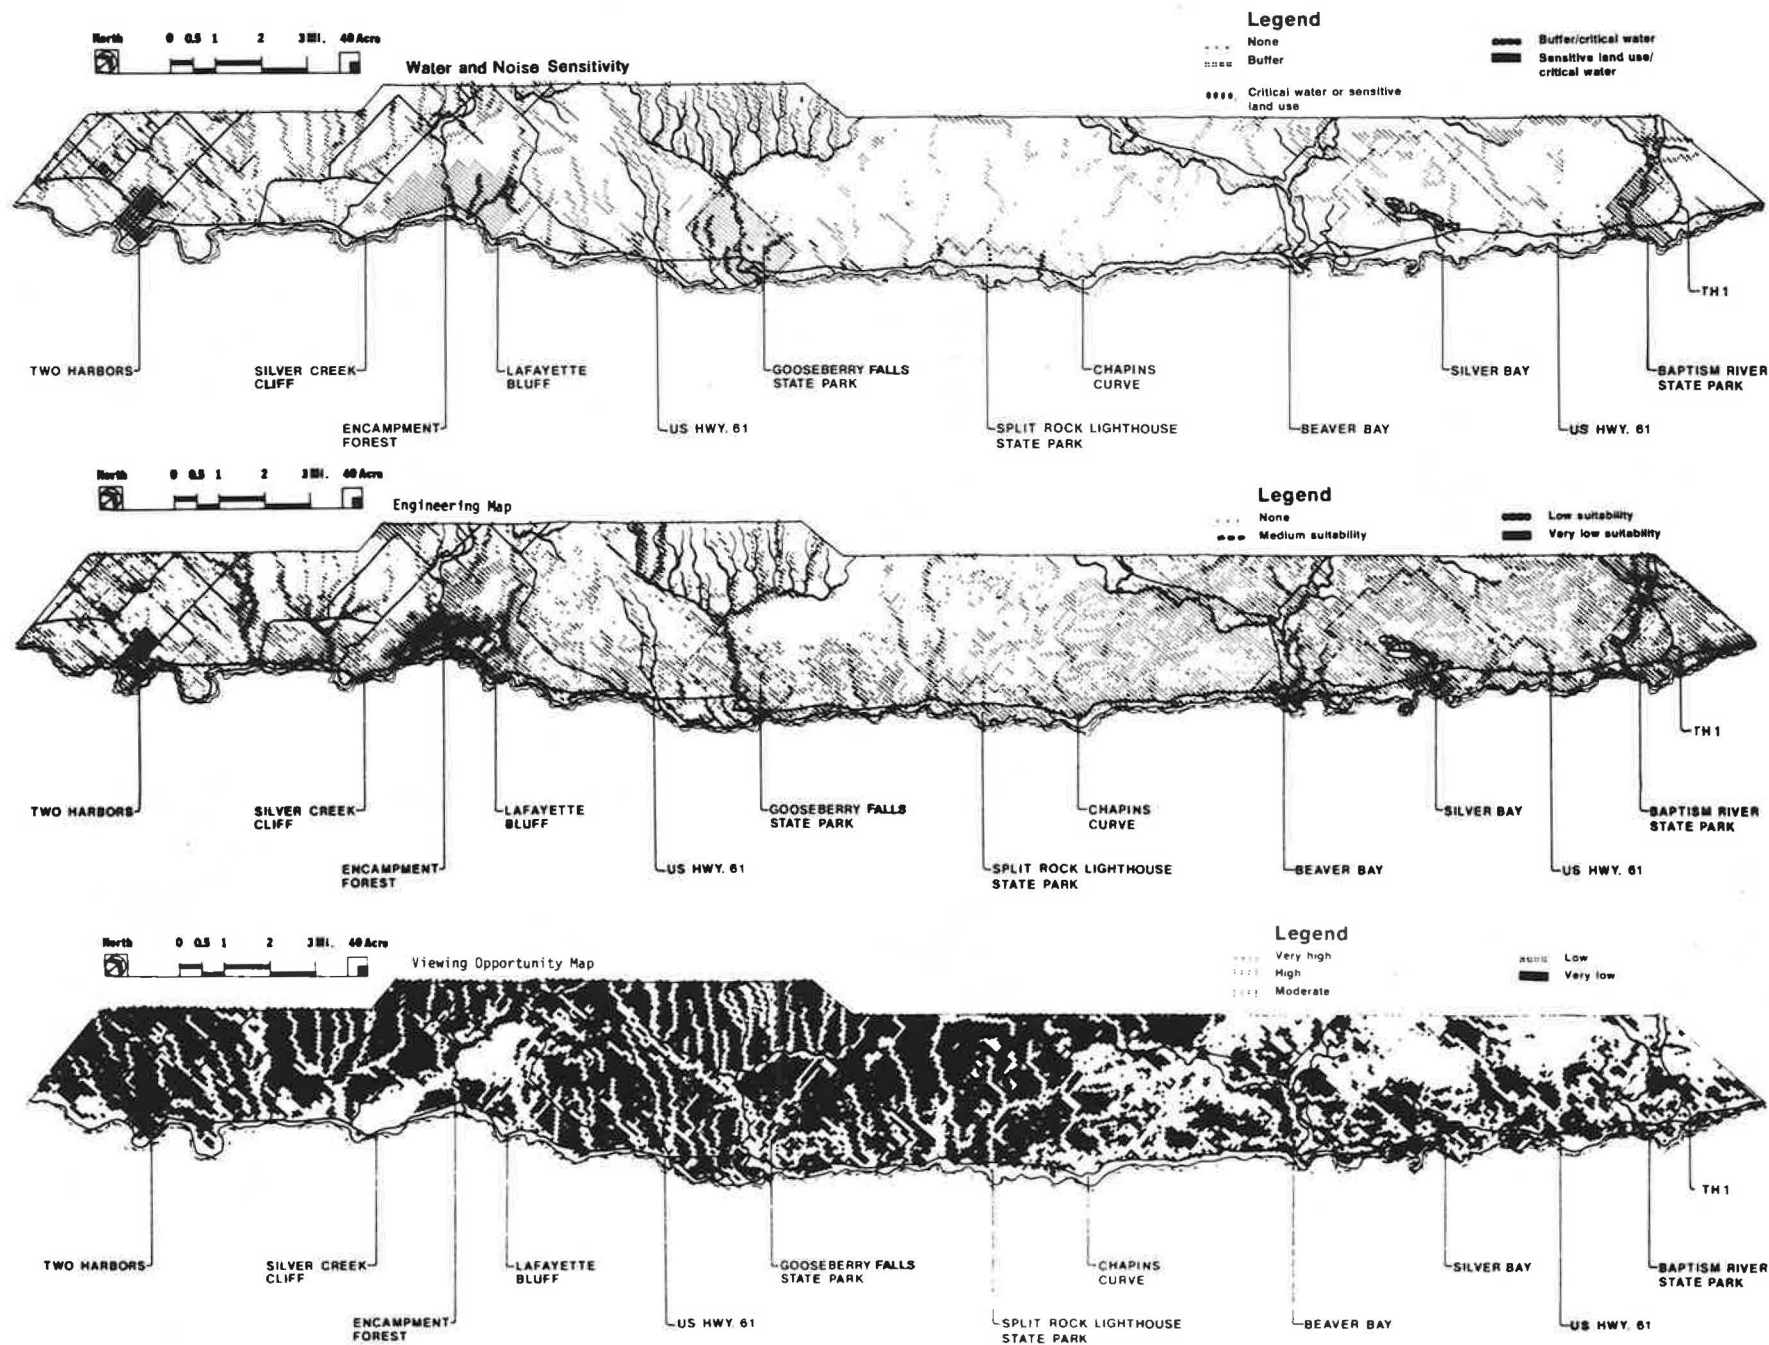 North 0 0.5 1 2 3 Mi. 40 Acre
Water and Noise Sensitivity
Legend
None
Buffer
Critical water or sensitive
land use
Buffer/critical water
Sensitive land use/
critical water
TH 1
TWO HARBORS
SILVER CREEK
CLIFF
LAFAYETTE
BLUFF
GOOSEBERRY FALLS
STATE PARK
CHAPINS
CURVE
SILVER BAY
BAPTISM RIVER
STATE PARK
ENCAMPMENT
FOREST
US HWY. 61
SPLIT ROCK LIGHTHOUSE
STATE PARK
BEAVER BAY
US HWY. 61
North 0 0.5 1 2 3 Mi. 40 Acre
Engineering Map
Legend
None
Medium suitability
Low suitability
Very low suitability
TH 1
TWO HARBORS
SILVER CREEK
CLIFF
LAFAYETTE
BLUFF
GOOSEBERRY FALLS
STATE PARK
CHAPINS
CURVE
SILVER BAY
BAPTISM RIVER
STATE PARK
ENCAMPMENT
FOREST
US HWY. 61
SPLIT ROCK LIGHTHOUSE
STATE PARK
BEAVER BAY
US HWY. 61
North 0 0.5 1 2 3 Mi. 40 Acre
Viewing Opportunity Map
Legend
Very high
High
Moderate
Low
Very low
TH 1
TWO HARBORS
SILVER CREEK
CLIFF
LAFAYETTE
BLUFF
GOOSEBERRY FALLS
STATE PARK
CHAPINS
CURVE
SILVER BAY
BAPTISM RIVER
STATE PARK
ENCAMPMENT
FOREST
US HWY. 61
SPLIT ROCK LIGHTHOUSE
STATE PARK
BEAVER BAY
US HWY. 61